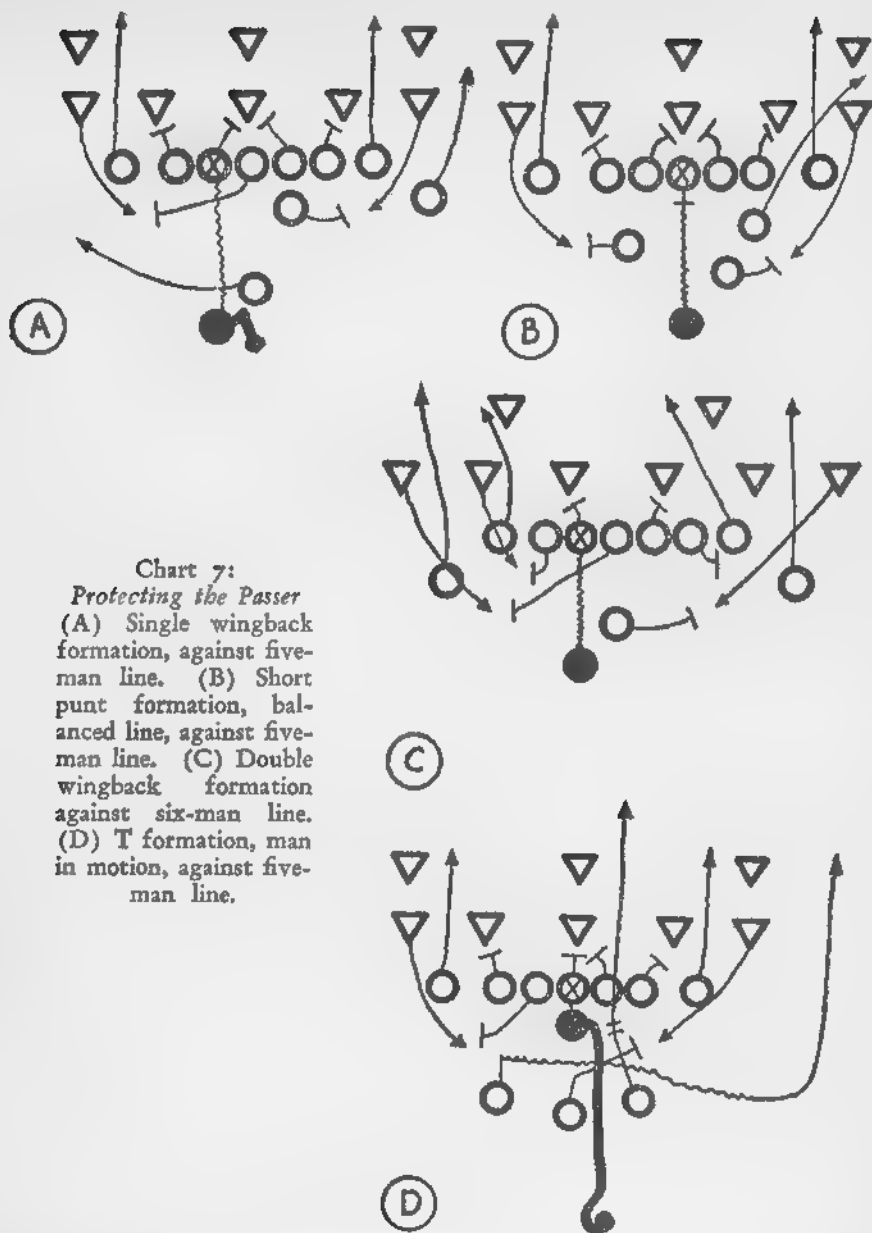 A
B
Chart 7:
Protecting the Passer
(A) Single wingback
formation, against five-
man line. (B) Short
punt formation, bal-
anced line, against five-
man line. (C) Double
wingback formation
against six-man line.
(D) T formation, man
in motion, against five-
man line.
C
D